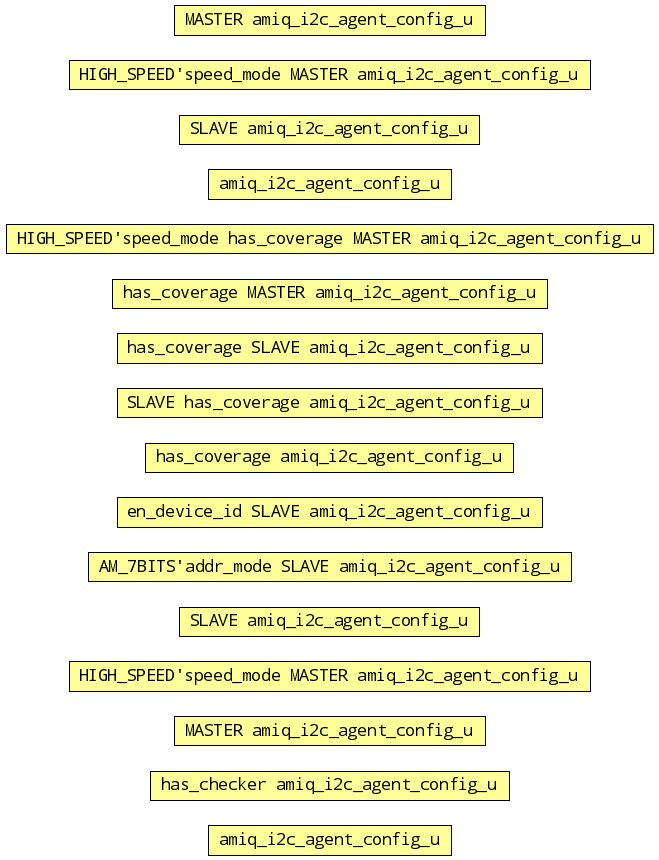 MASTER amiq_i2c_agent_config_u
HIGH_SPEED'speed_mode MASTER amiq_i2c_agent_config_u
SLAVE amiq_i2c_agent_config_u
amiq_i2c_agent_config_u
HIGH_SPEED'speed_mode has_coverage MASTER amiq_i2c_agent_config_u
has_coverage MASTER amiq_i2c_agent_config_u
has_coverage SLAVE amiq_i2c_agent_config_u
SLAVE has_coverage amiq_i2c_agent_config_u
has_coverage amiq_i2c_agent_config_u
en_device_id SLAVE amiq_i2c_agent_config_u
AM_7BITS'addr_mode SLAVE amiq_i2c_agent_config_u
SLAVE amiq_i2c_agent_config_u
HIGH_SPEED'speed_mode MASTER amiq_i2c_agent_config_u
MASTER amiq_i2c_agent_config_u
has_checker amiq_i2c_agent_config_u
amiq_i2c_agent_config_u